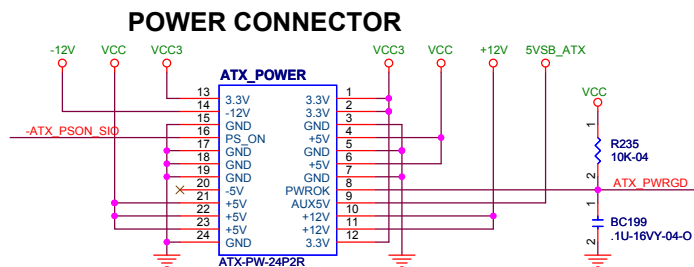 POWER CONNECTOR
-12V VCC VCC3 VCC3 VCC +12V 5VSB_ATX
ATX_POWER
VCC
13 3.3V 3.3V 1
14 -12V 3.3V 2
15 GND GND 3
-ATX_PSON_SIO 16 PS_ON +5V 4
17 GND GND 5
18 GND +5V 6
19 GND GND 7
20 -5V PWROK 8
21 +5V AUX5V 9
22 +5V +12V 10
23 +5V +12V 11
24 GND 3.3V 12
ATX-PW-24P2R
1
R235
10K-04
2
ATX_PWRGD
1
BC199
.1U-16VY-04-O
2